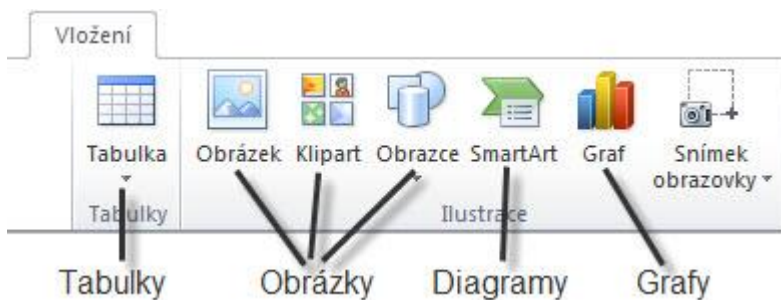 Vložení
Tabulka Obrázek Klipart Obrazce SmartArt Graf Snímek
obrazovky
Tabulky Ilustrace
Tabulky Obrázky Diagramy Grafy